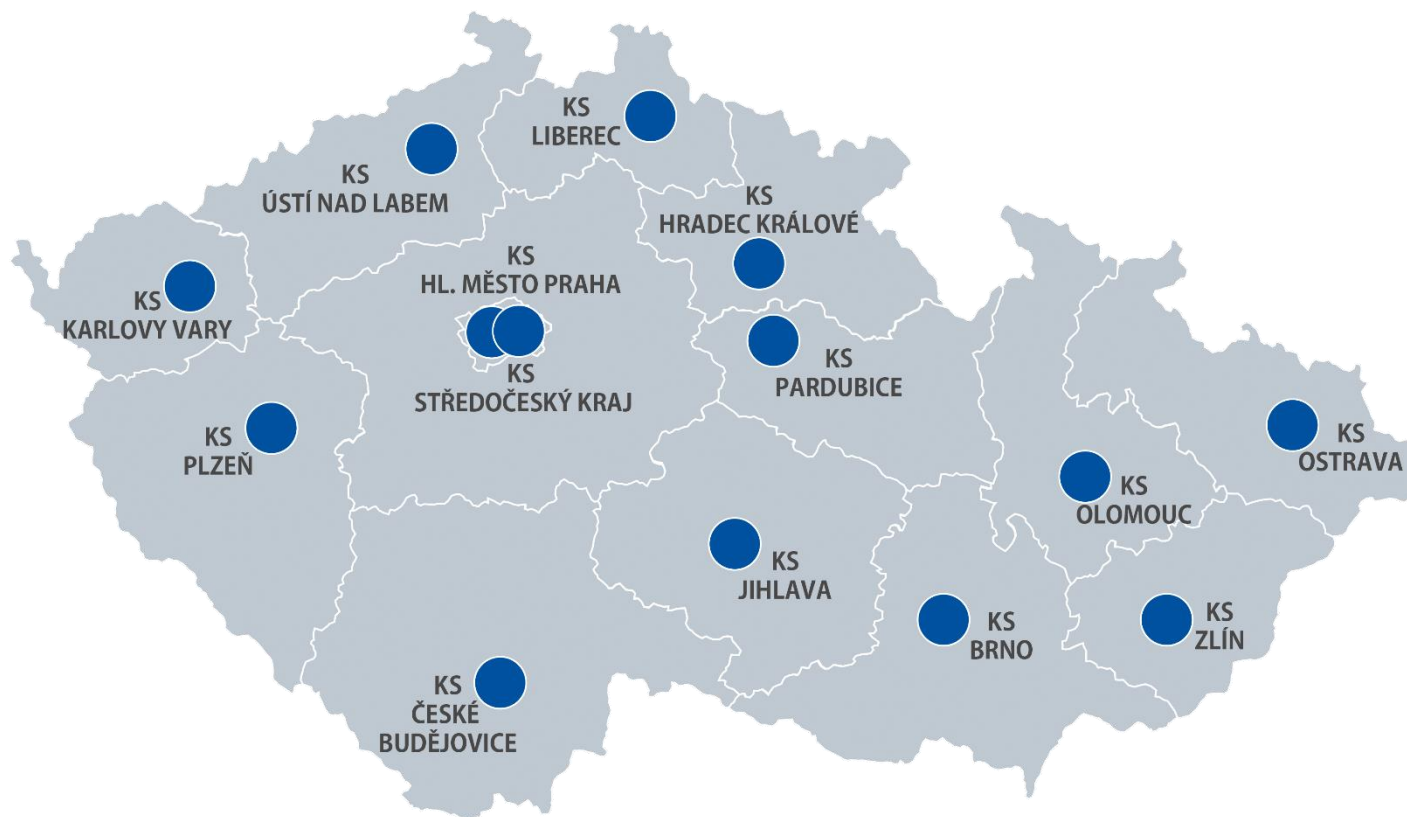 KS
LIBEREC
KS
ÚSTÍ NAD LABEM
KS
HRADEC KRÁLOVÉ
KS
HL. MĚSTO PRAHA
KS
KARLOVY VARY
KS
STŘEDOČESKÝ KRAJ
KS
PARDUBICE
KS
PLZEŇ
KS
OSTRAVA
KS
OLOMOUC
KS
JIHLAVA
KS
BRNO
KS
ZLÍN
KS
ČESKÉ
BUDĚJOVICE